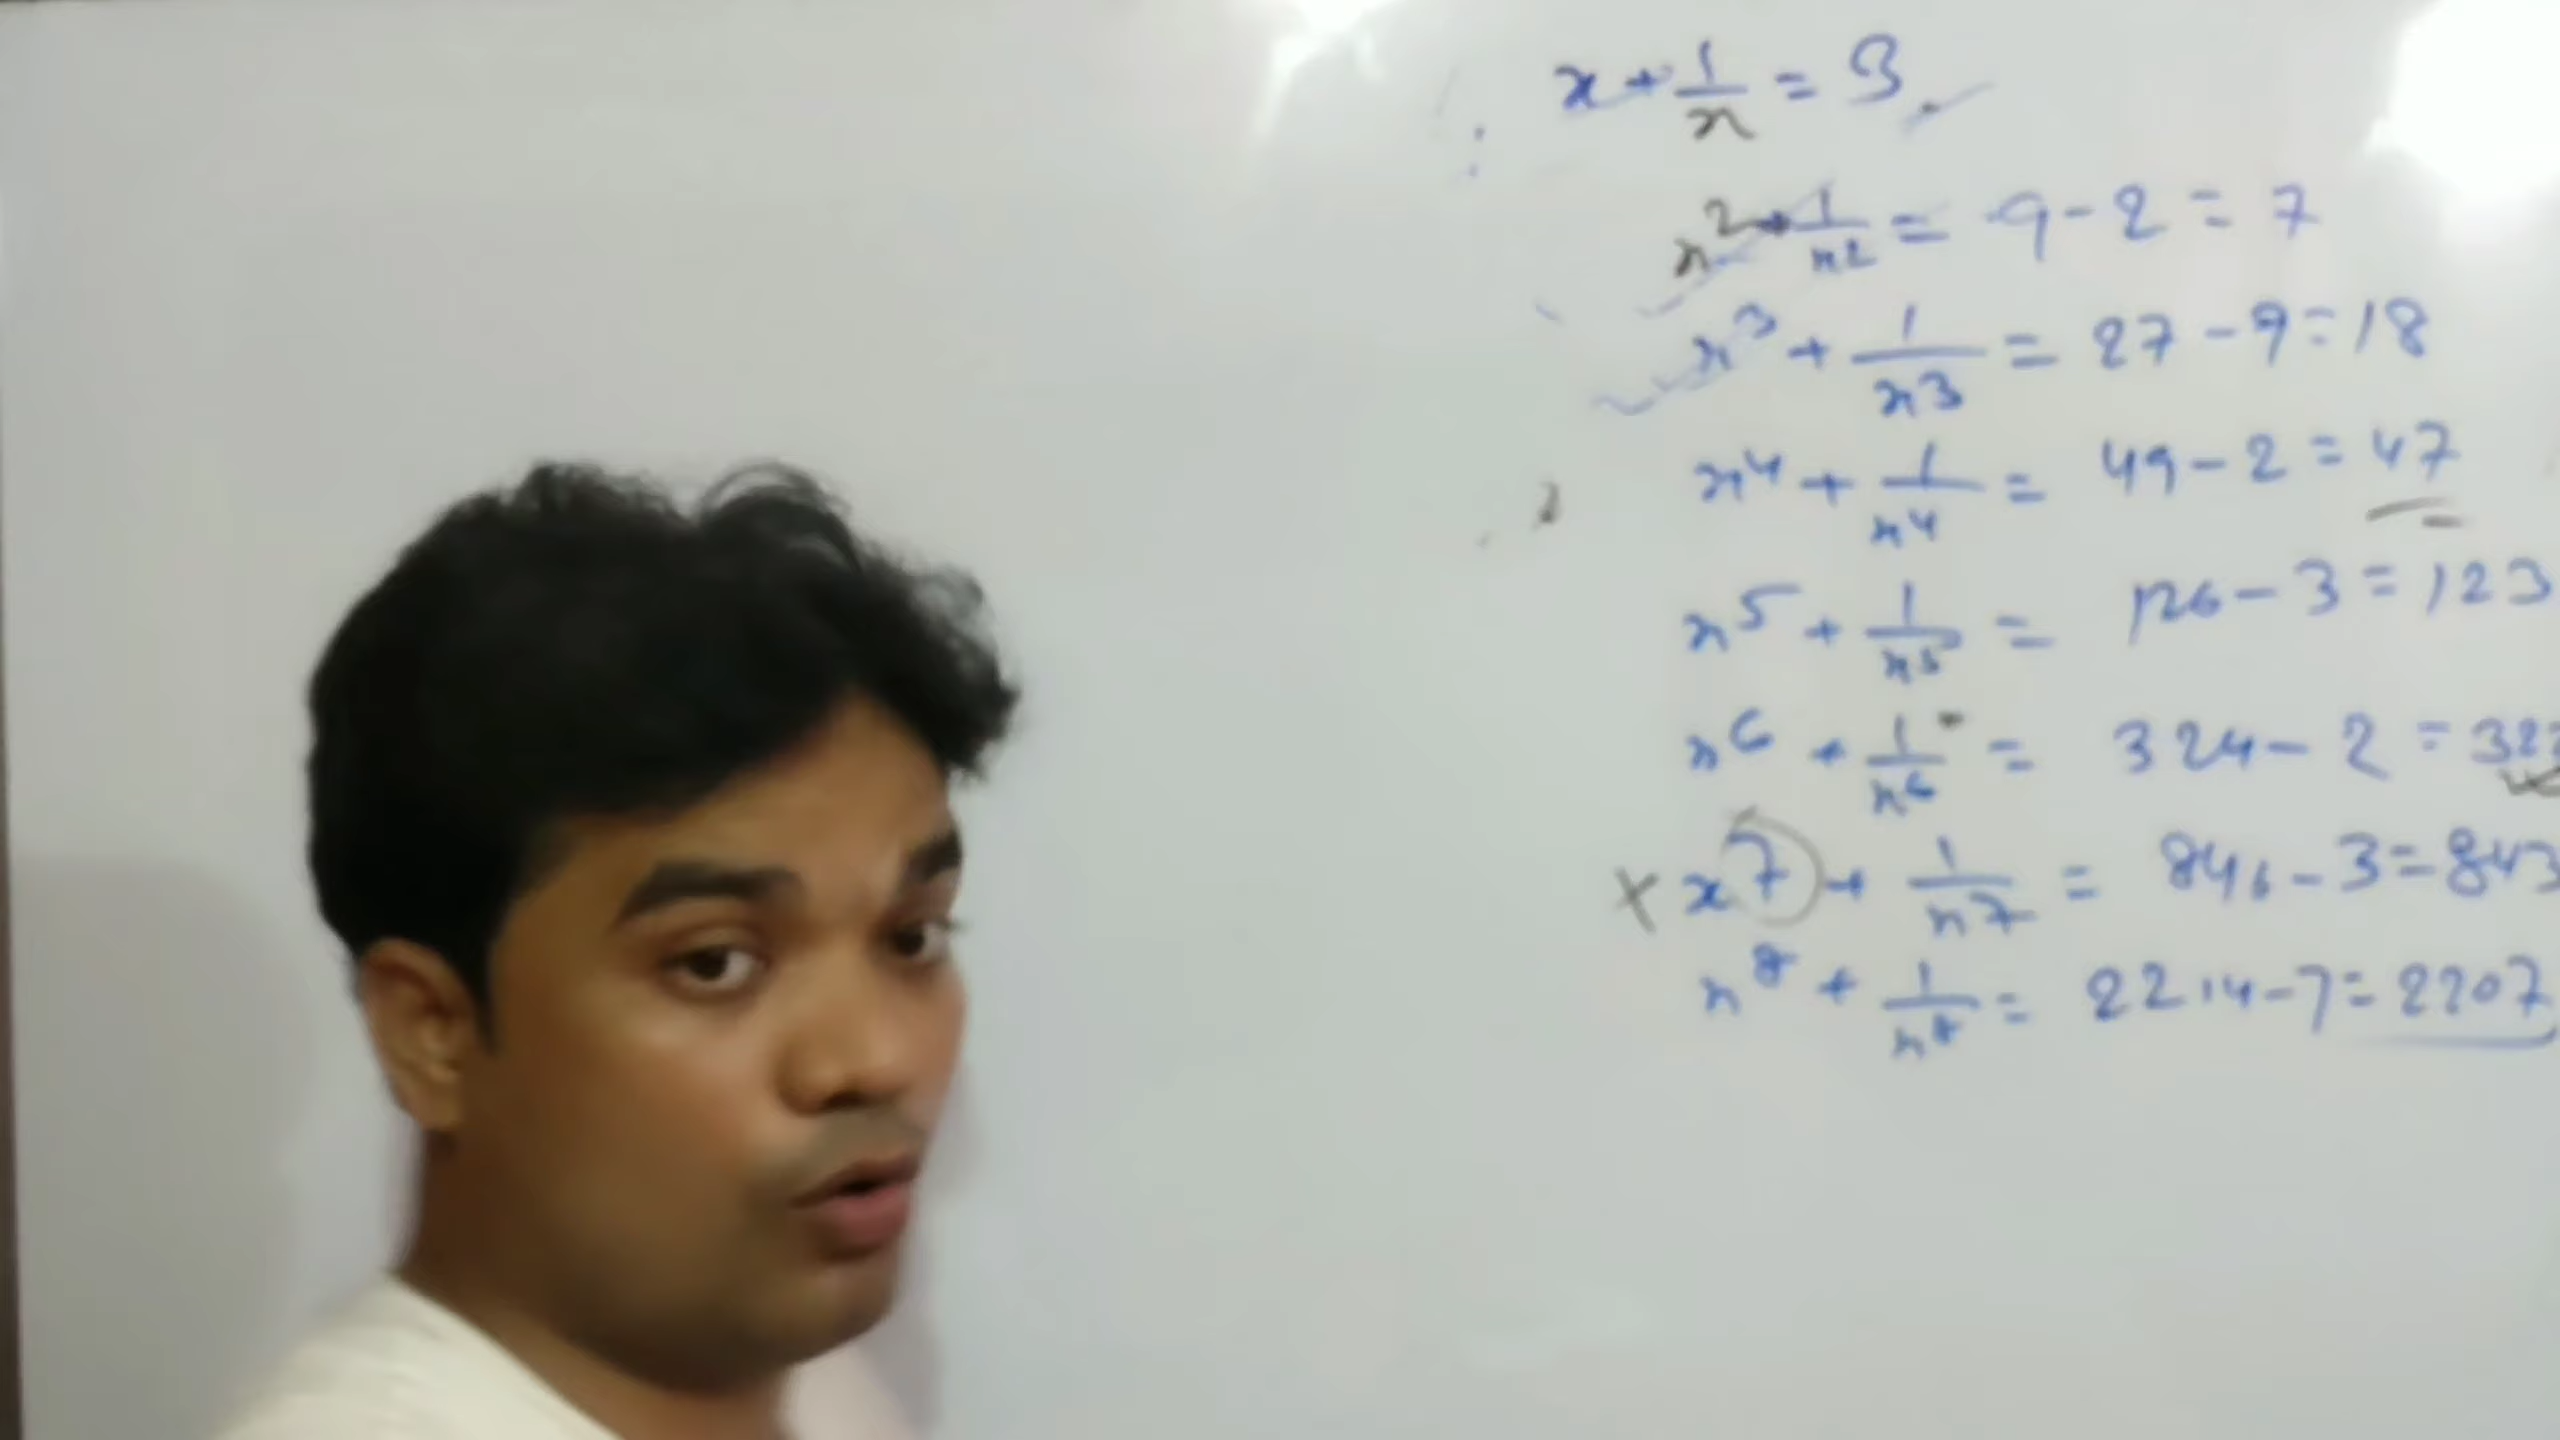 x + 1/x = 3
x² + 1/x² = 9 - 2 = 7
x³ + 1/x³ = 27 - 9 = 18
x⁴ + 1/x⁴ = 49 - 2 = 47
x⁵ + 1/x⁵ = 126 - 3 = 123
x⁶ + 1/x⁶ = 324 - 2 = 322
x x⁷ + 1/x⁷ = 846 - 3 = 843
x⁸ + 1/x⁸ = 2214 - 7 = 2207